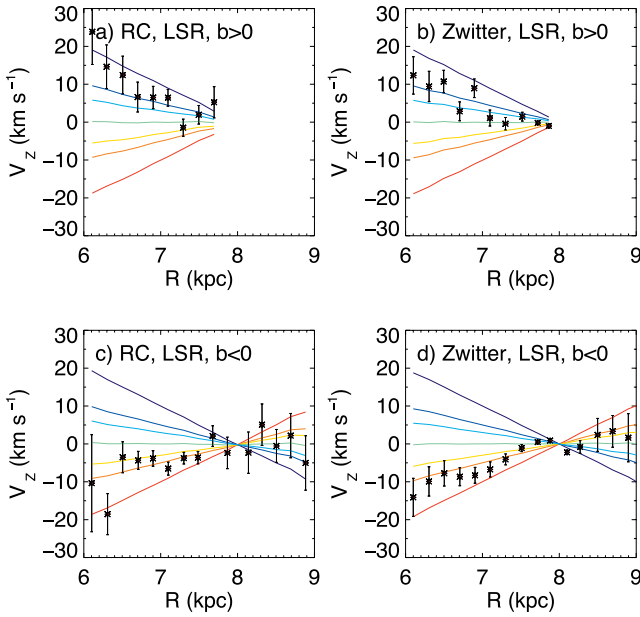 a) RC, LSR, b>0
30
20
10
0
−10
−20
−30
V_Z (km s⁻¹)
6 7 8 9
R (kpc)
b) Zwitter, LSR, b>0
30
20
10
0
−10
−20
−30
V_Z (km s⁻¹)
6 7 8 9
R (kpc)
c) RC, LSR, b<0
30
20
10
0
−10
−20
−30
V_Z (km s⁻¹)
6 7 8 9
R (kpc)
d) Zwitter, LSR, b<0
30
20
10
0
−10
−20
−30
V_Z (km s⁻¹)
6 7 8 9
R (kpc)